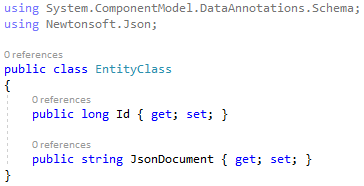 using System.ComponentModel.DataAnnotations.Schema;
using Newtonsoft.Json;
0 references
public class EntityClass
{
0 references
public long Id { get; set; }
0 references
public string JsonDocument { get; set; }
}